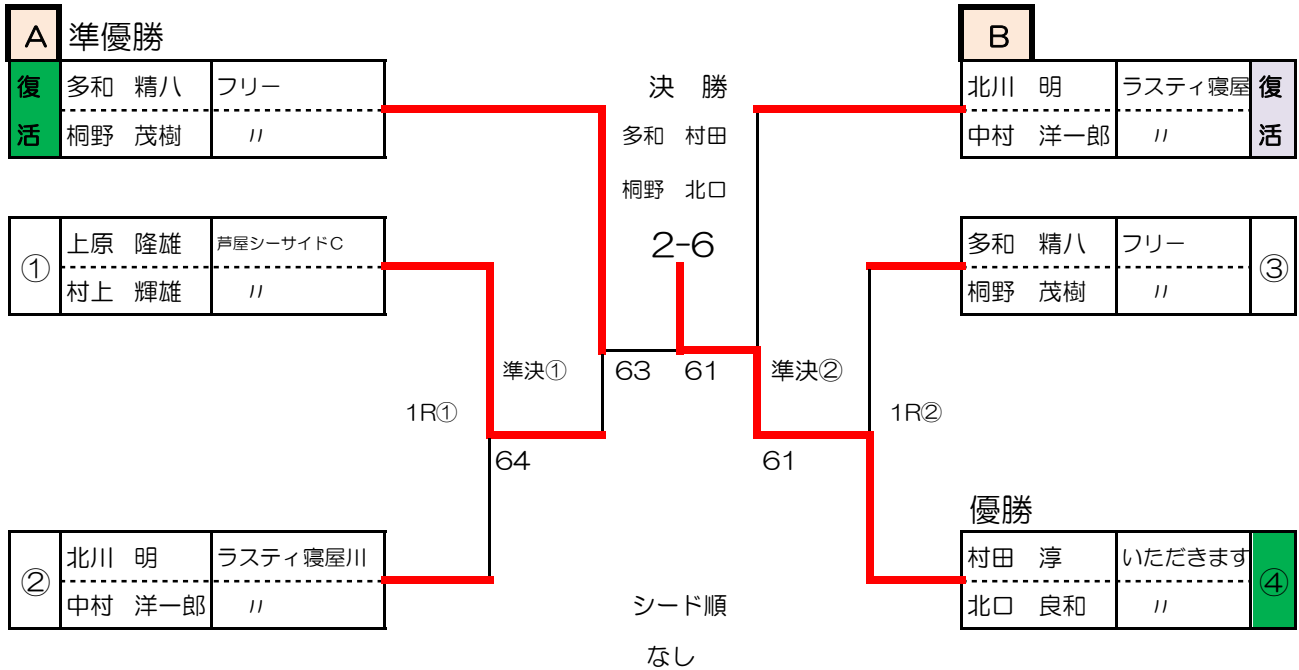 A 準優勝
復活
多和 精八 フリー
桐野 茂樹 〃
① 上原 隆雄 芦屋シーサイドC
村上 輝雄 〃
1R①
64
準決①
63
② 北川 明 ラスティ寝屋川
中村 洋一郎 〃
決 勝
多和 村田
桐野 北口
2-6
61
シード順
なし
B
北川 明 ラスティ寝屋
中村 洋一郎 〃
復活
多和 精八 フリー ③
桐野 茂樹 〃
準決②
1R②
61
優勝
村田 淳 いただきます ④
北口 良和 〃